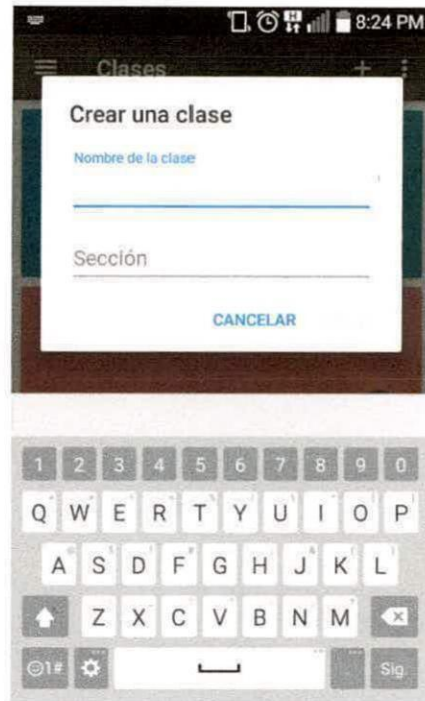 8:24 PM
Clases
Crear una clase
Nombre de la clase
Sección
CANCELAR
1 2 3 4 5 6 7 8 9 0
Q W E R T Y U I O P
A S D F G H J K L
Z X C V B N M
1# Sig.